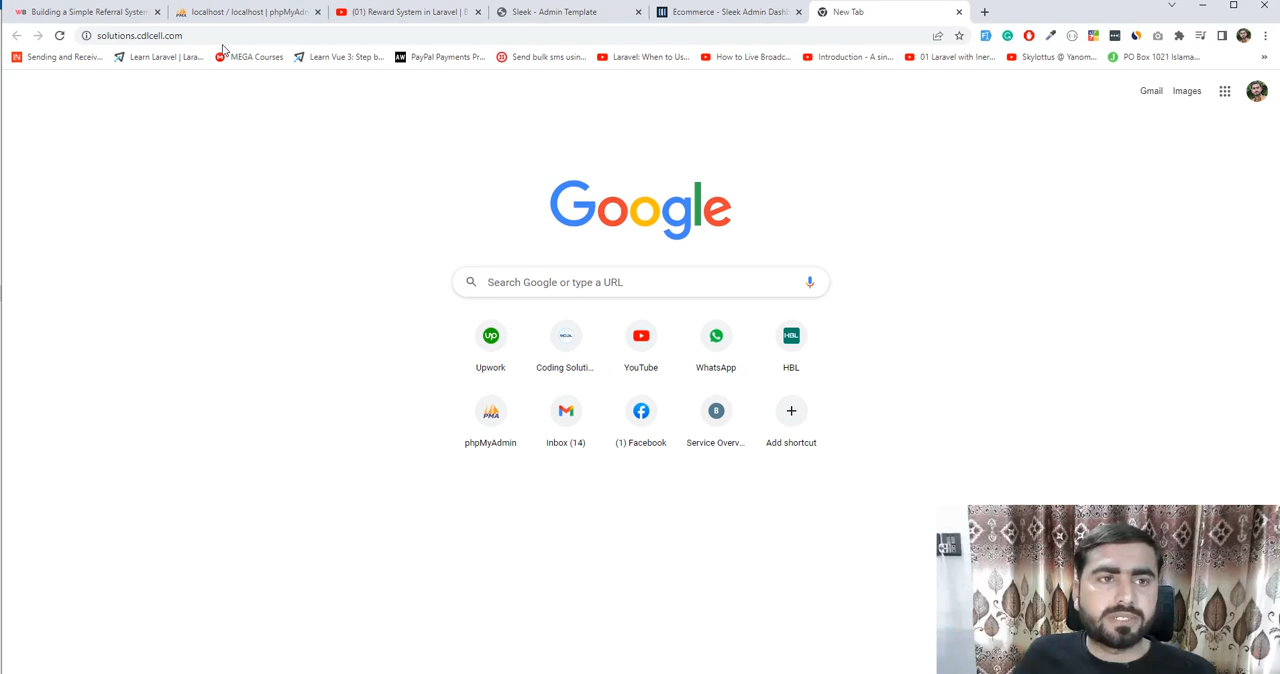 Building a Simple Referral System
localhost / localhost | phpMyAdm
(01) Reward System in Laravel | B
Sleek - Admin Template
Ecommerce - Sleek Admin Dashb
New Tab
solutions.cdlcell.com
Sending and Receiv...
Learn Laravel | Lara...
MEGA Courses
Learn Vue 3: Step b...
PayPal Payments Pr...
Send bulk sms using...
Laravel: When to Us...
How to Live Broadc...
Introduction - A sin...
01 Laravel with Iner...
Skylottus @ Yanom...
PO Box 1021 Islama...
Gmail
Images
Google
Search Google or type a URL
Upwork
Coding Soluti...
YouTube
WhatsApp
HBL
phpMyAdmin
Inbox (14)
(1) Facebook
Service Overv...
Add shortcut